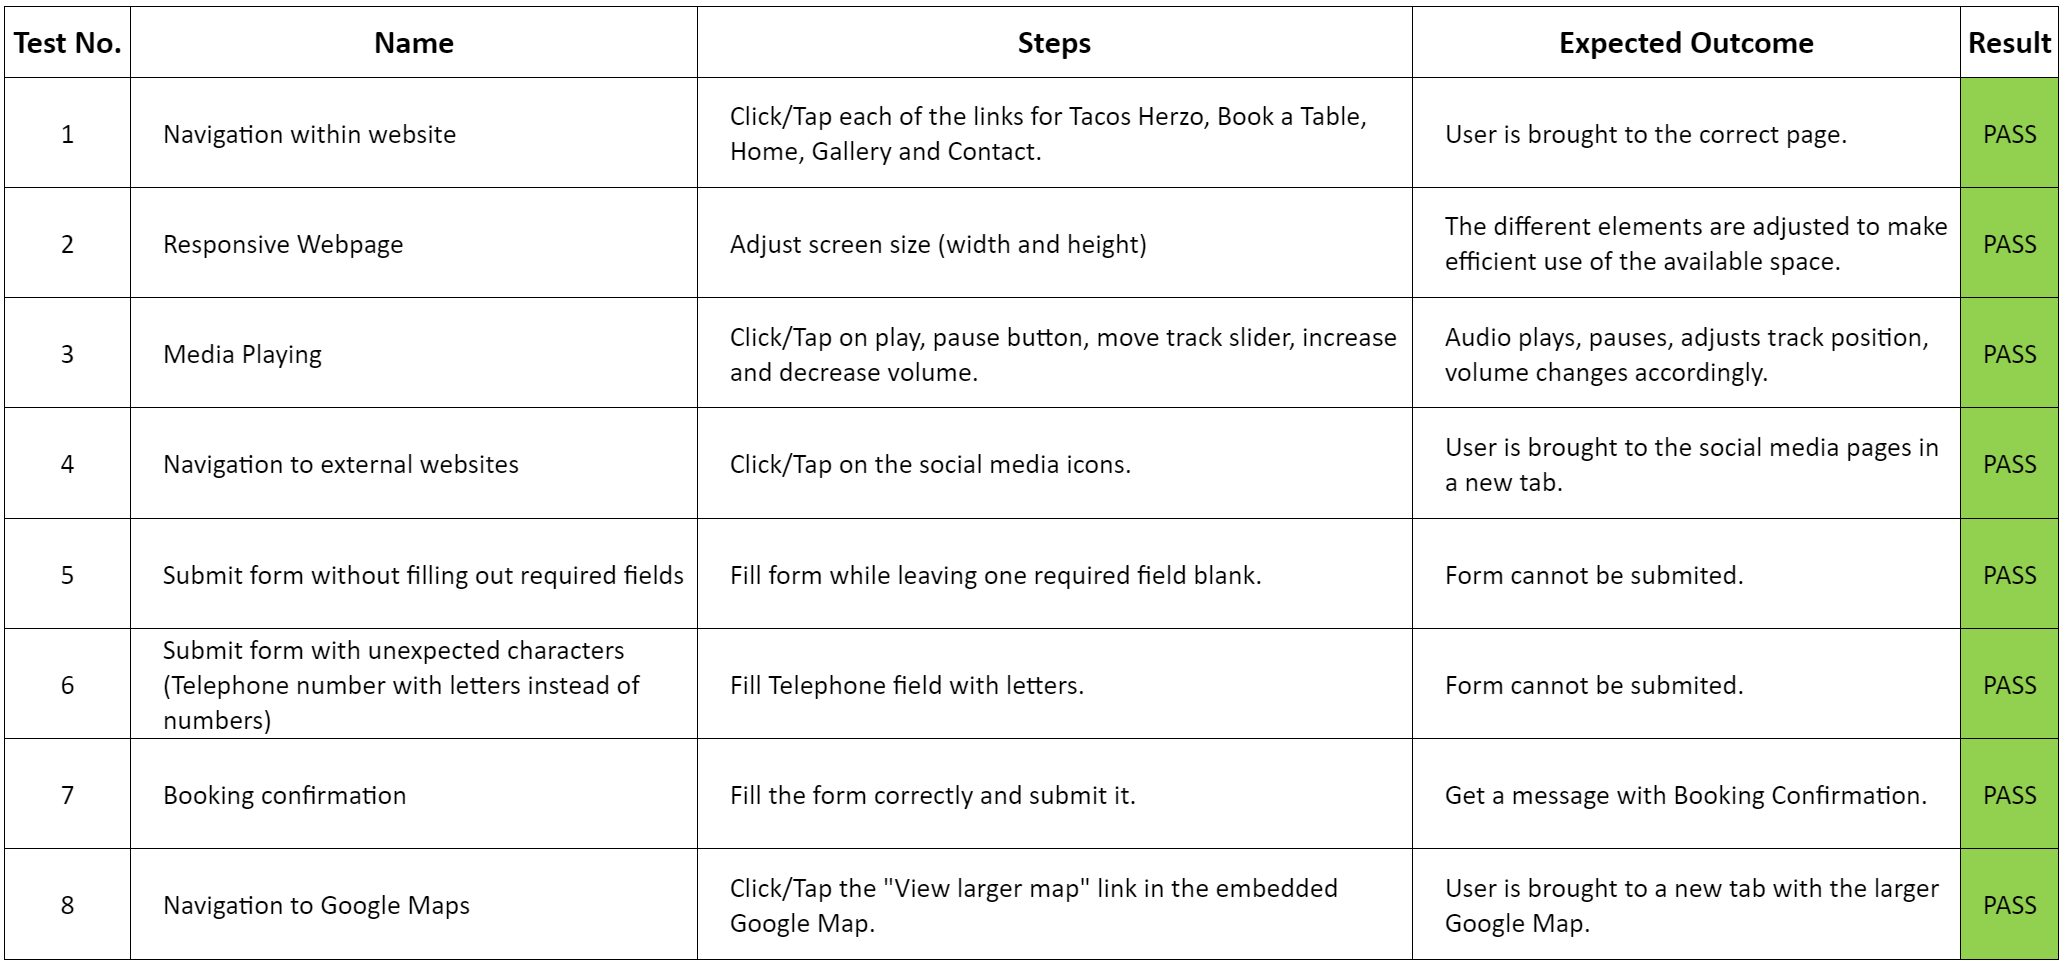 Test No. Name Steps Expected Outcome Result
1 Navigation within website Click/Tap each of the links for Tacos Herzo, Book a Table,
Home, Gallery and Contact. User is brought to the correct page. PASS
2 Responsive Webpage Adjust screen size (width and height) The different elements are adjusted to make
efficient use of the available space. PASS
3 Media Playing Click/Tap on play, pause button, move track slider, increase
and decrease volume. Audio plays, pauses, adjusts track position,
volume changes accordingly. PASS
4 Navigation to external websites Click/Tap on the social media icons. User is brought to the social media pages in
a new tab. PASS
5 Submit form without filling out required fields Fill form while leaving one required field blank. Form cannot be submited. PASS
6 Submit form with unexpected characters
(Telephone number with letters instead of
numbers) Fill Telephone field with letters. Form cannot be submited. PASS
7 Booking confirmation Fill the form correctly and submit it. Get a message with Booking Confirmation. PASS
8 Navigation to Google Maps Click/Tap the "View larger map" link in the embedded
Google Map. User is brought to a new tab with the larger
Google Map. PASS